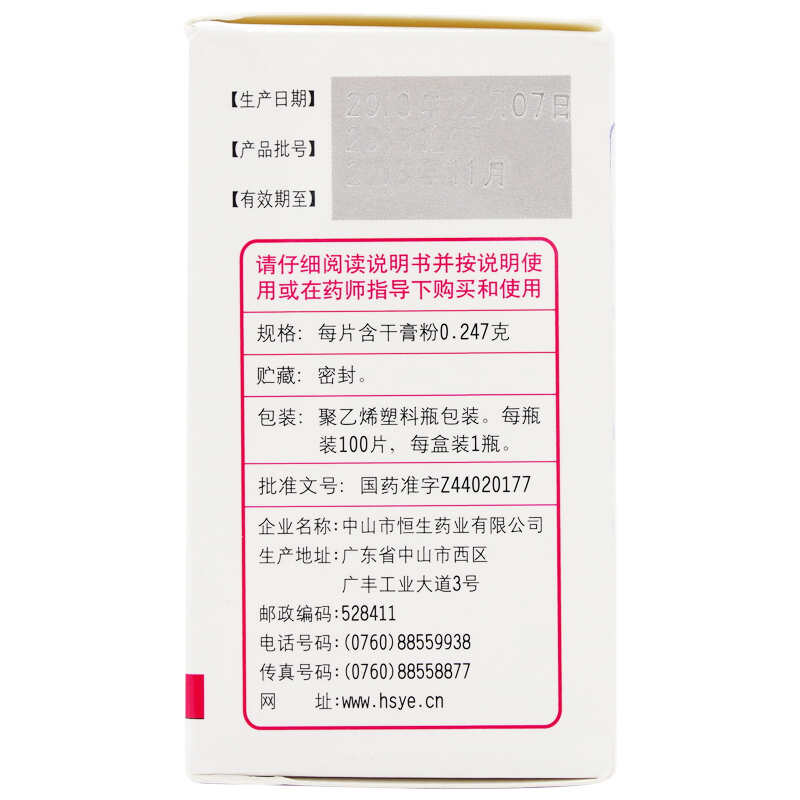 【生产日期】
【产品批号】
【有效期至】
请仔细阅读说明书并按说明使
用或在药师指导下购买和使用
规格: 每片含干膏粉0.247克
贮藏: 密封。
包装: 聚乙烯塑料瓶包装。每瓶
装100片, 每盒装1瓶。
批准文号: 国药准字Z44020177
企业名称:中山市恒生药业有限公司
生产地址:广东省中山市西区
广丰工业大道3号
邮政编码:528411
电话号码:(0760)88559938
传真号码:(0760)88558877
网 址:www.hsye.cn